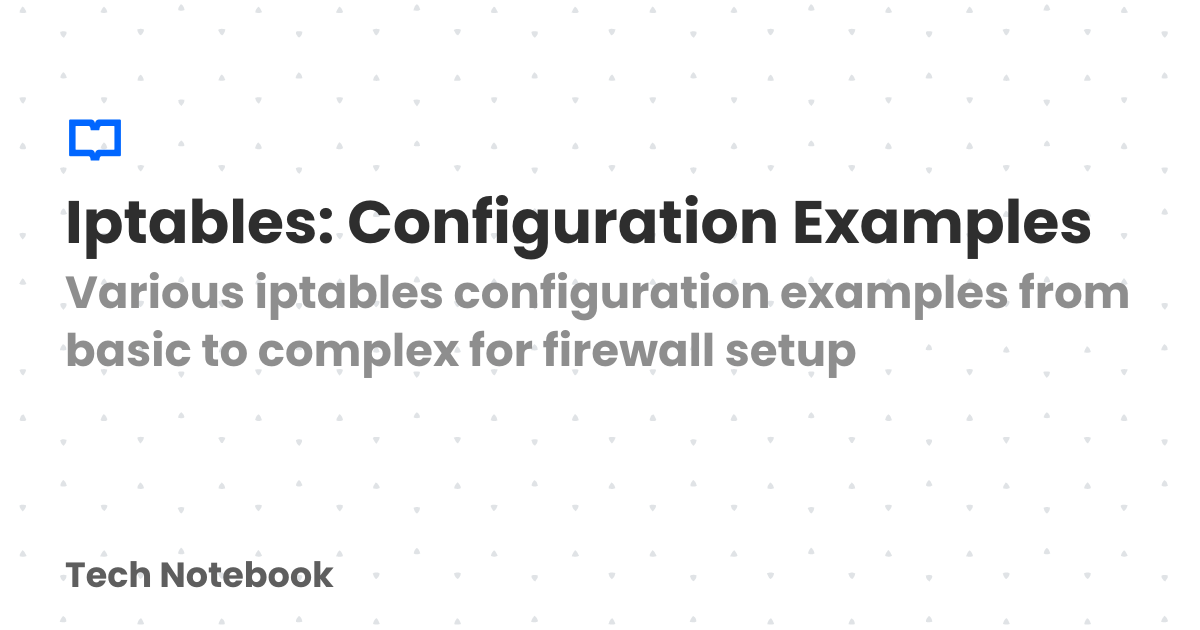 Iptables: Configuration Examples
Various iptables configuration examples from
basic to complex for firewall setup
Tech Notebook